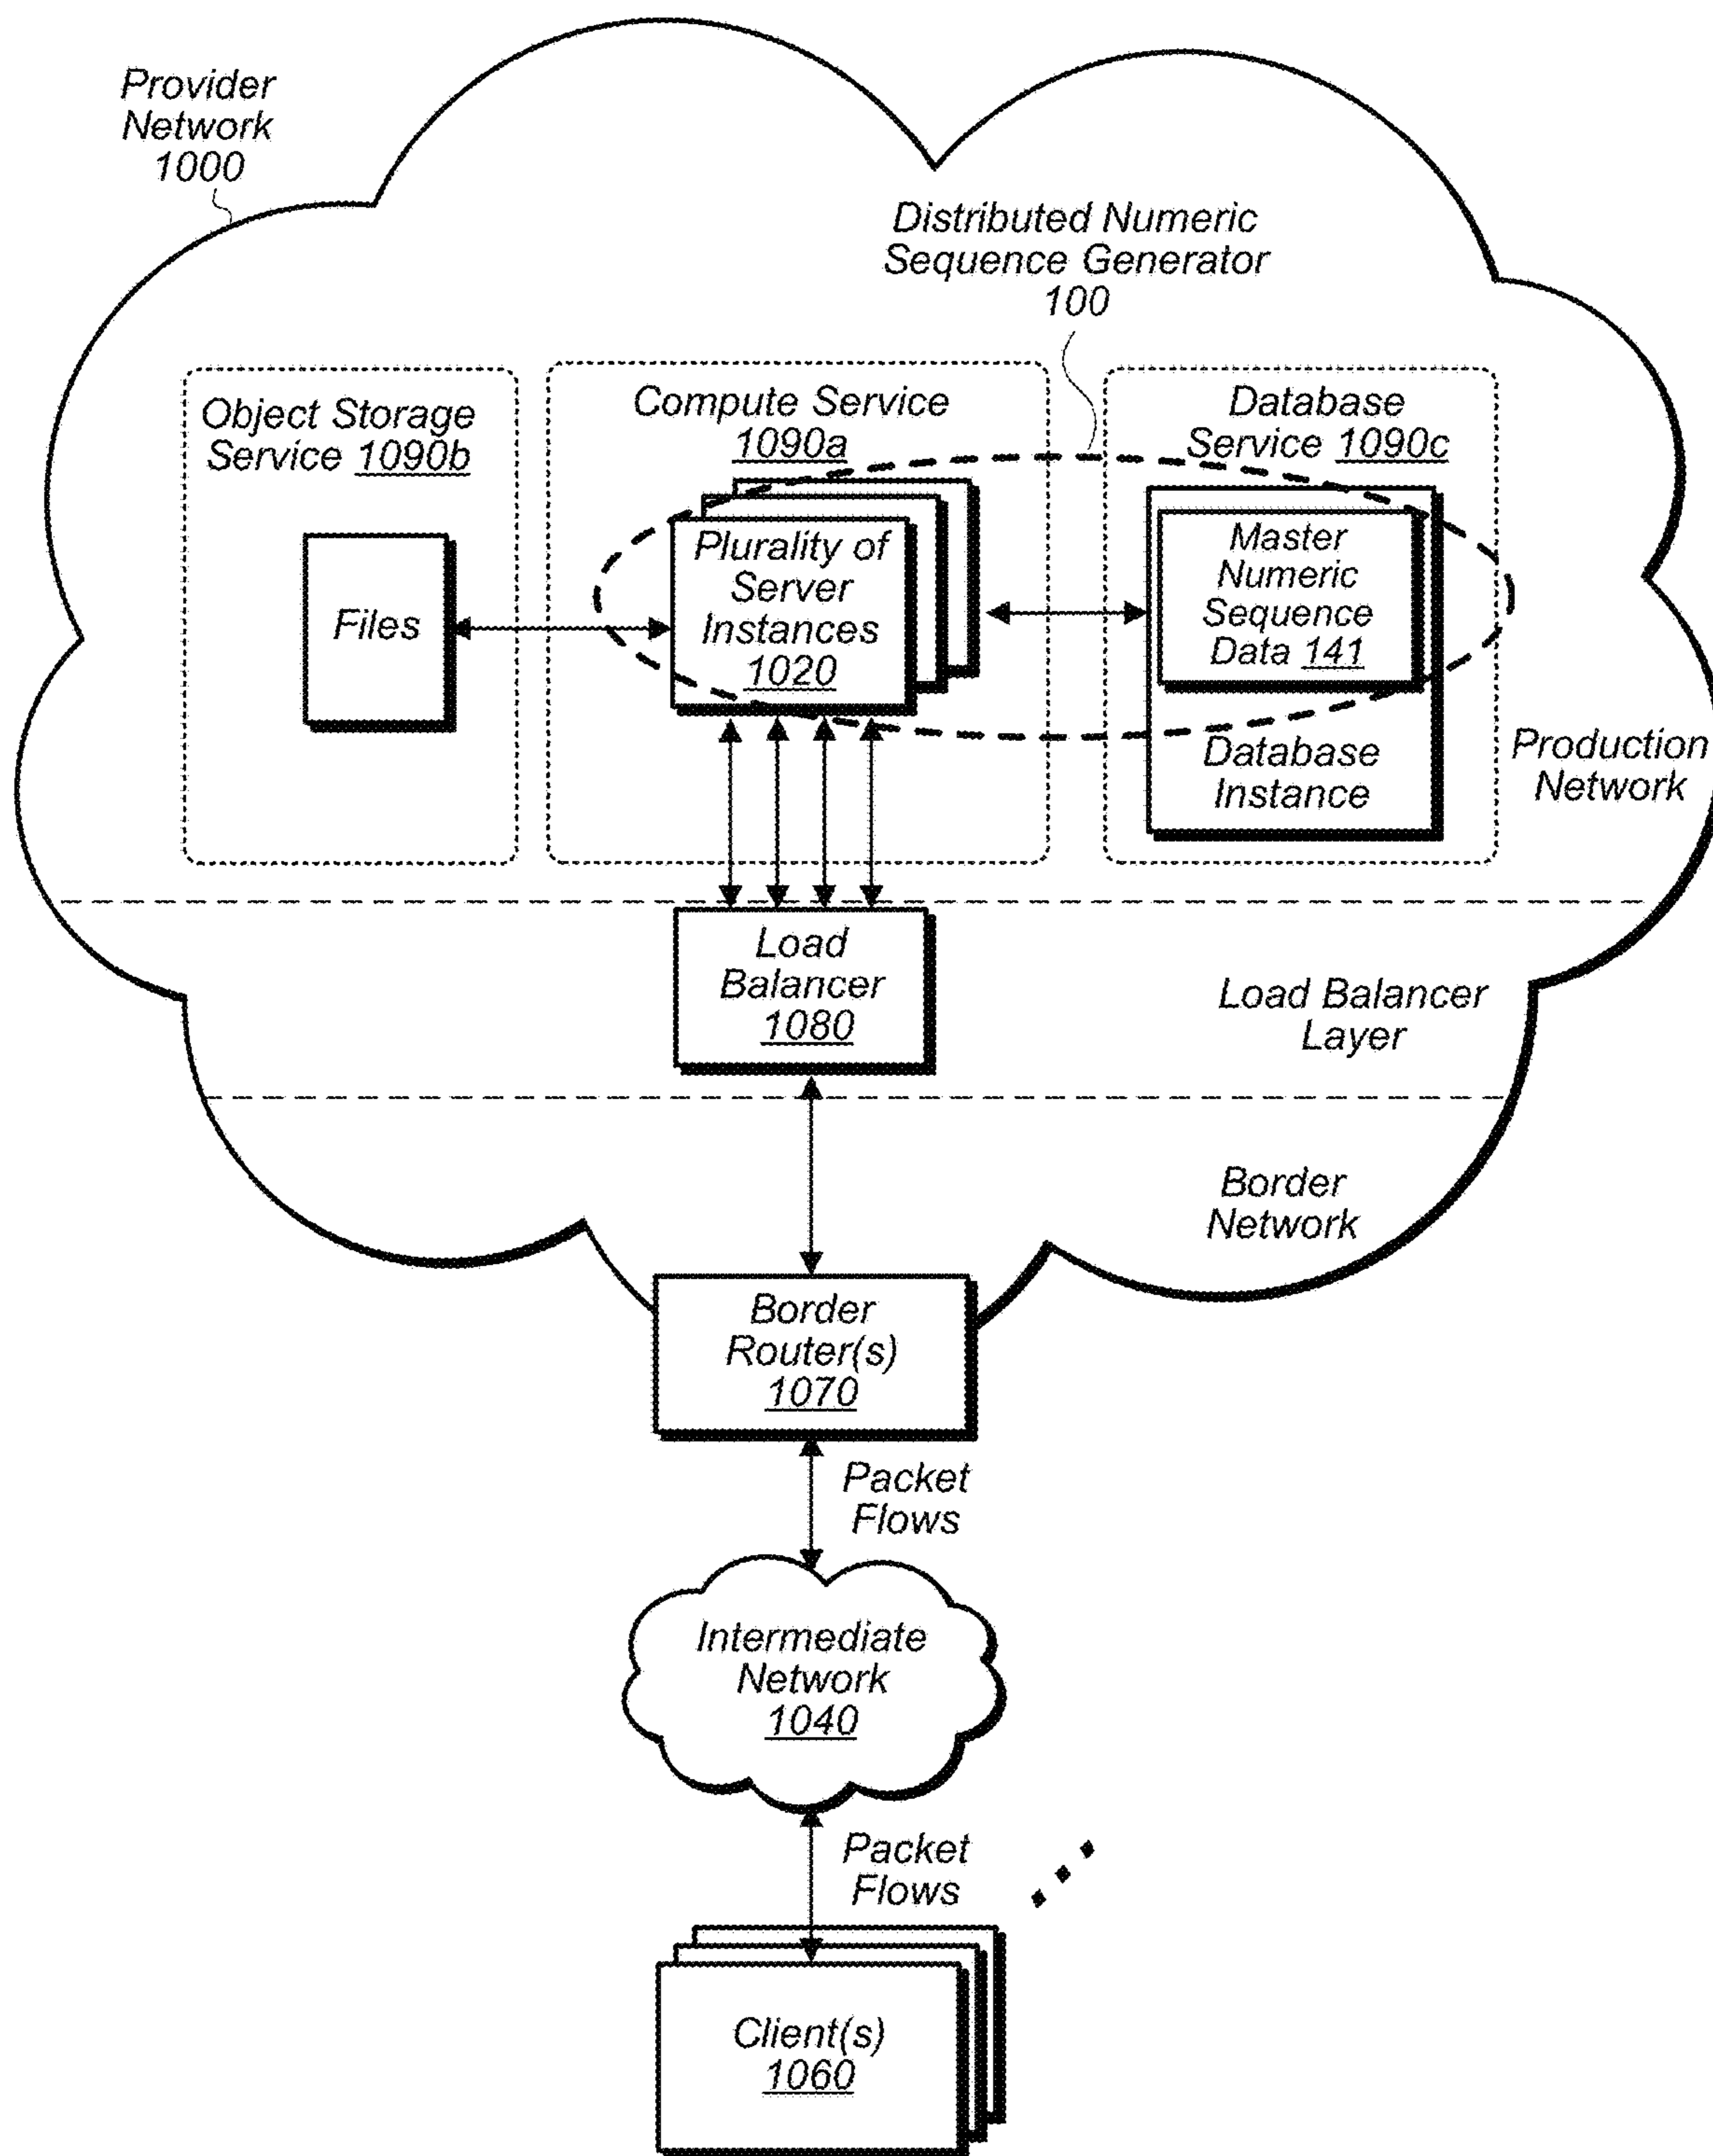 Provider
Network
1000
Distributed Numeric
Sequence Generator
100
Object Storage
Service 1090b
Compute Service
1090a
Database
Service 1090c
Files
Plurality of
Server
Instances
1020
Master
Numeric
Sequence
Data 141
Database
Instance
Production
Network
Load
Balancer
1080
Load Balancer
Layer
Border
Network
Border
Router(s)
1070
Packet
Flows
Intermediate
Network
1040
Packet
Flows
Client(s)
1060